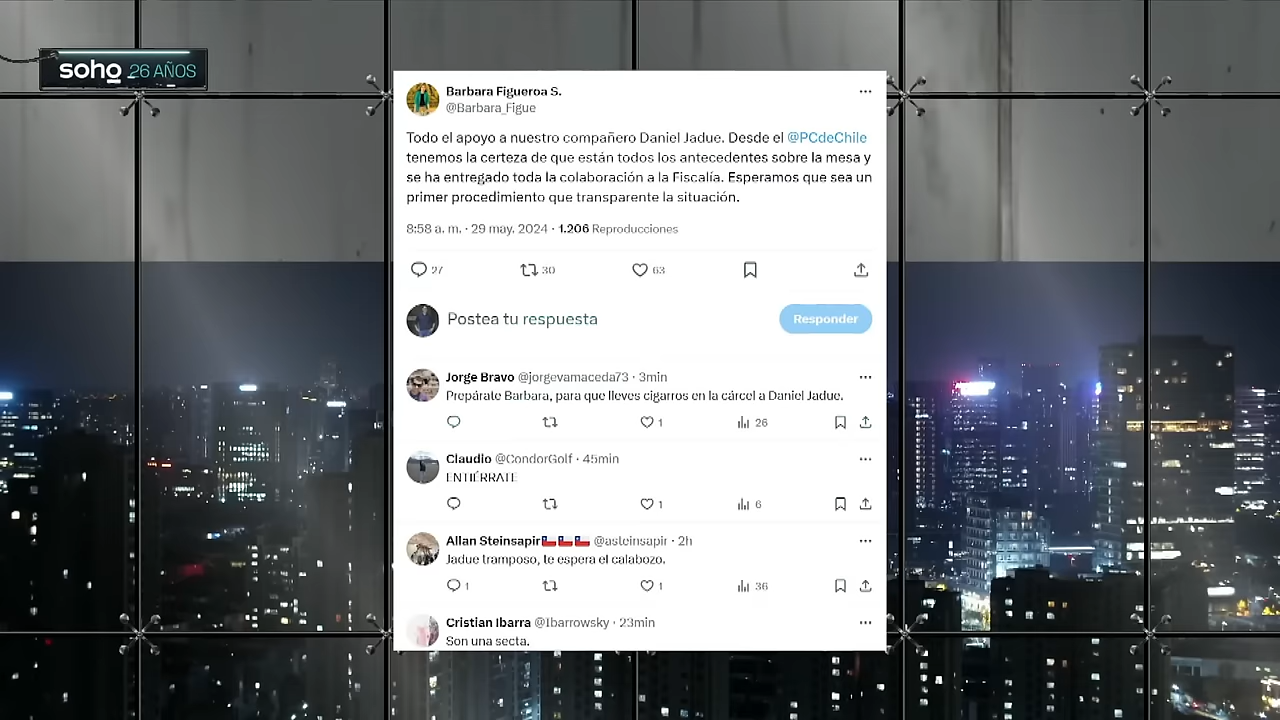 soho 26 AÑOS
Barbara Figueroa S.
@Barbara_Figue
Todo el apoyo a nuestro compañero Daniel Jadue. Desde el @PCdeChile
tenemos la certeza de que están todos los antecedentes sobre la mesa y
se ha entregado toda la colaboración a la Fiscalía. Esperamos que sea un
primer procedimiento que transparente la situación.
8:58 a. m. · 29 may. 2024 · 1.206 Reproducciones
27 30 63
Postea tu respuesta Responder
Jorge Bravo @jorgevamaceda73 · 3min
Prepárate Barbara, para que lleves cigarros en la cárcel a Daniel Jadue.
1 26
Claudio @CondorGolf · 45min
ENTIÉRRATE
1 6
Allan Steinsapir🇨🇱🇨🇱🇨🇱 @asteinsapir · 2h
Jadue tramposo, te espera el calabozo.
1 1 36
Cristian Ibarra @Ibarrowsky · 23min
Son una secta.